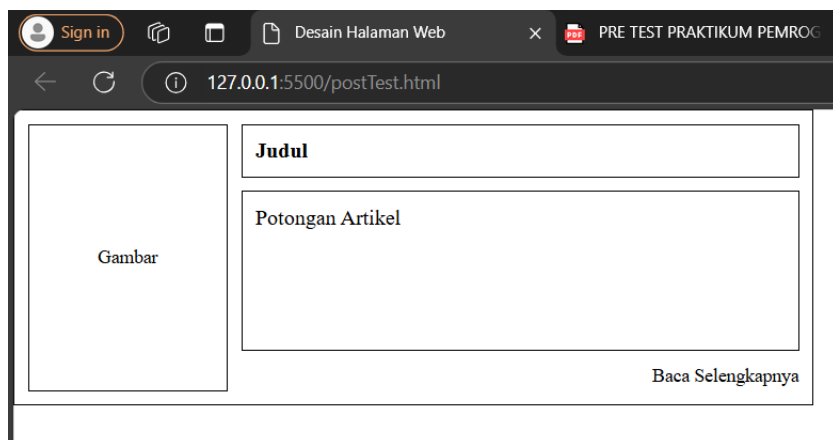 Sign in
Desain Halaman Web
PDF
PRE TEST PRAKTIKUM PEMROG
127.0.0.1:5500/postTest.html
Gambar
Judul
Potongan Artikel
Baca Selengkapnya